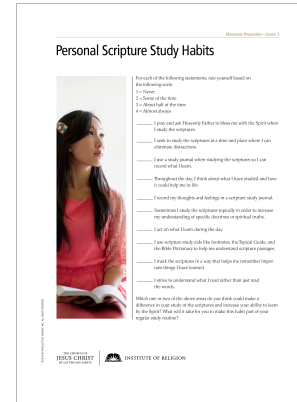 Missionary Preparation—Lesson 3
Personal Scripture Study Habits
For each of the following statements, rate yourself based on
the following scale:
1 = Never
2 = Some of the time
3 = About half of the time
4 = Almost always
I pray and ask Heavenly Father to bless me with the Spirit when
I study the scriptures.
I seek to study the scriptures at a time and place where I can
eliminate distractions.
I use a study journal when studying the scriptures so I can
record what I learn.
Throughout the day, I think about what I have studied and how
it could help me in life.
I record my thoughts and feelings in a scripture study journal.
Sometimes I study the scriptures topically in order to increase
my understanding of specific doctrines or spiritual truths.
I act on what I learn during the day.
I use scripture study aids like footnotes, the Topical Guide, and
the Bible Dictionary to help me understand scripture passages.
I mark the scriptures in a way that helps me remember impor-
tant things I have learned.
I strive to understand what I read rather than just read
the words.
Which one or two of the above areas do you think could make a
difference in your study of the scriptures and increase your ability to learn
by the Spirit? What will it take for you to make this habit part of your
regular study routine?
THE CHURCH OF
JESUS CHRIST
OF LATTER-DAY SAINTS
INSTITUTE OF RELIGION